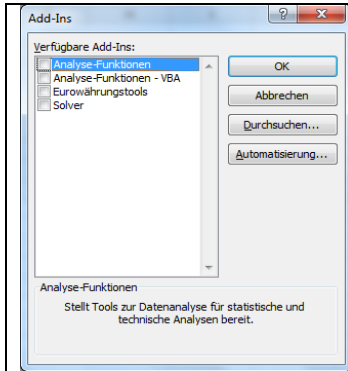 Add-Ins
Verfügbare Add-Ins:
Analyse-Funktionen
Analyse-Funktionen - VBA
Eurowährungstools
Solver
OK
Abbrechen
Durchsuchen...
Automatisierung...
Analyse-Funktionen
Stellt Tools zur Datenanalyse für statistische und
technische Analysen bereit.